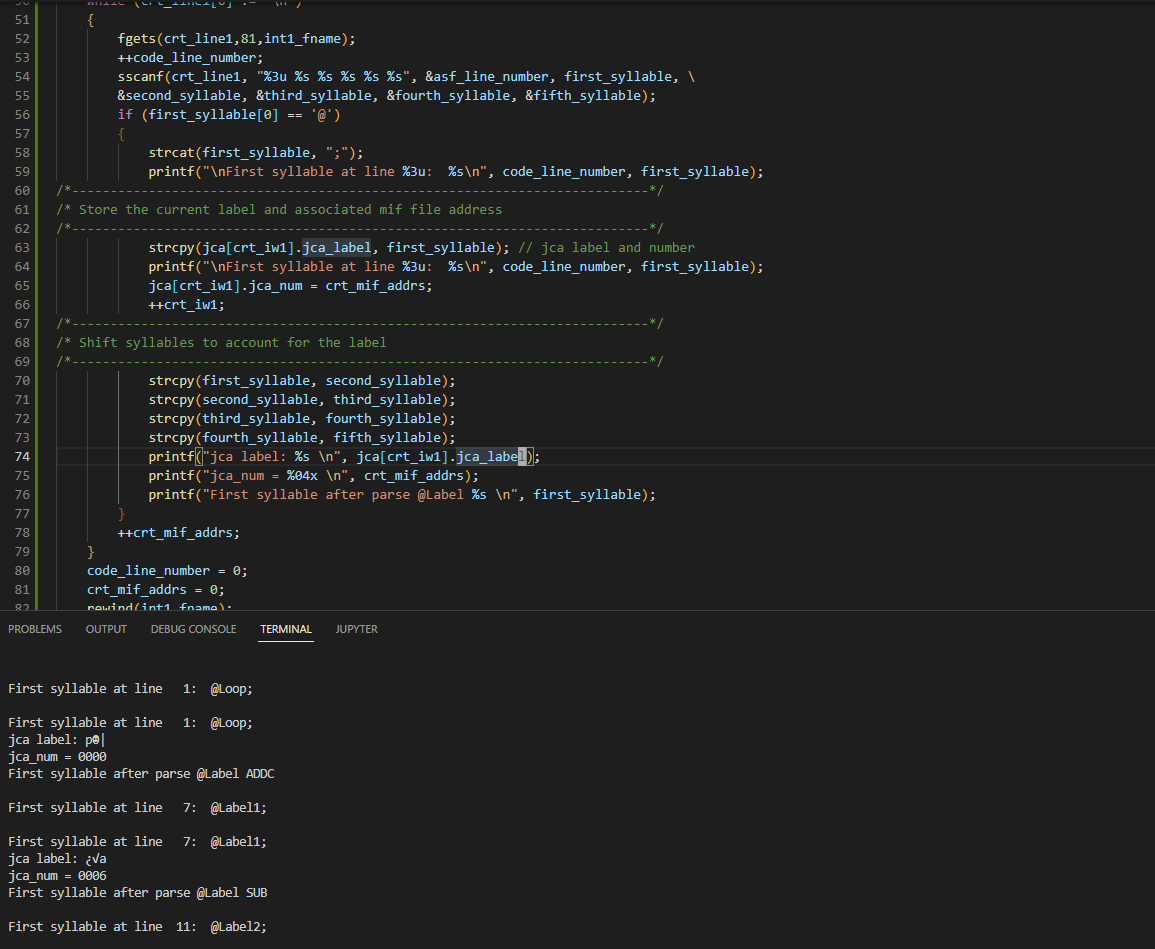 51 {
52 fgets(crt_line1,81,int1_fname);
53 ++code_line_number;
54 sscanf(crt_line1, "%3u %s %s %s %s %s", &asf_line_number, first_syllable, \
55 &second_syllable, &third_syllable, &fourth_syllable, &fifth_syllable);
56 if (first_syllable[0] == '@')
57 {
58 strcat(first_syllable, ";");
59 printf("\nFirst syllable at line %3u:  %s\n", code_line_number, first_syllable);
60 /*--------------------------------------------------------------------------*/
61 /* Store the current label and associated mif file address
62 /*--------------------------------------------------------------------------*/
63 strcpy(jca[crt_iw1].jca_label, first_syllable); // jca label and number
64 printf("\nFirst syllable at line %3u:  %s\n", code_line_number, first_syllable);
65 jca[crt_iw1].jca_num = crt_mif_addrs;
66 ++crt_iw1;
67 /*--------------------------------------------------------------------------*/
68 /* Shift syllables to account for the label
69 /*--------------------------------------------------------------------------*/
70 strcpy(first_syllable, second_syllable);
71 strcpy(second_syllable, third_syllable);
72 strcpy(third_syllable, fourth_syllable);
73 strcpy(fourth_syllable, fifth_syllable);
74 printf("jca label: %s \n", jca[crt_iw1].jca_label);
75 printf("jca_num = %04x \n", crt_mif_addrs);
76 printf("First syllable after parse @Label %s \n", first_syllable);
77 }
78 ++crt_mif_addrs;
79 }
80 code_line_number = 0;
81 crt_mif_addrs = 0;
82 rewind(int1_fname);
PROBLEMS OUTPUT DEBUG CONSOLE TERMINAL JUPYTER
First syllable at line   1:  @Loop;
First syllable at line   1:  @Loop;
jca label:
jca_num = 0000
First syllable after parse @Label ADDC
First syllable at line   7:  @Label1;
First syllable at line   7:  @Label1;
jca label: ¿√a
jca_num = 0006
First syllable after parse @Label SUB
First syllable at line  11:  @Label2;